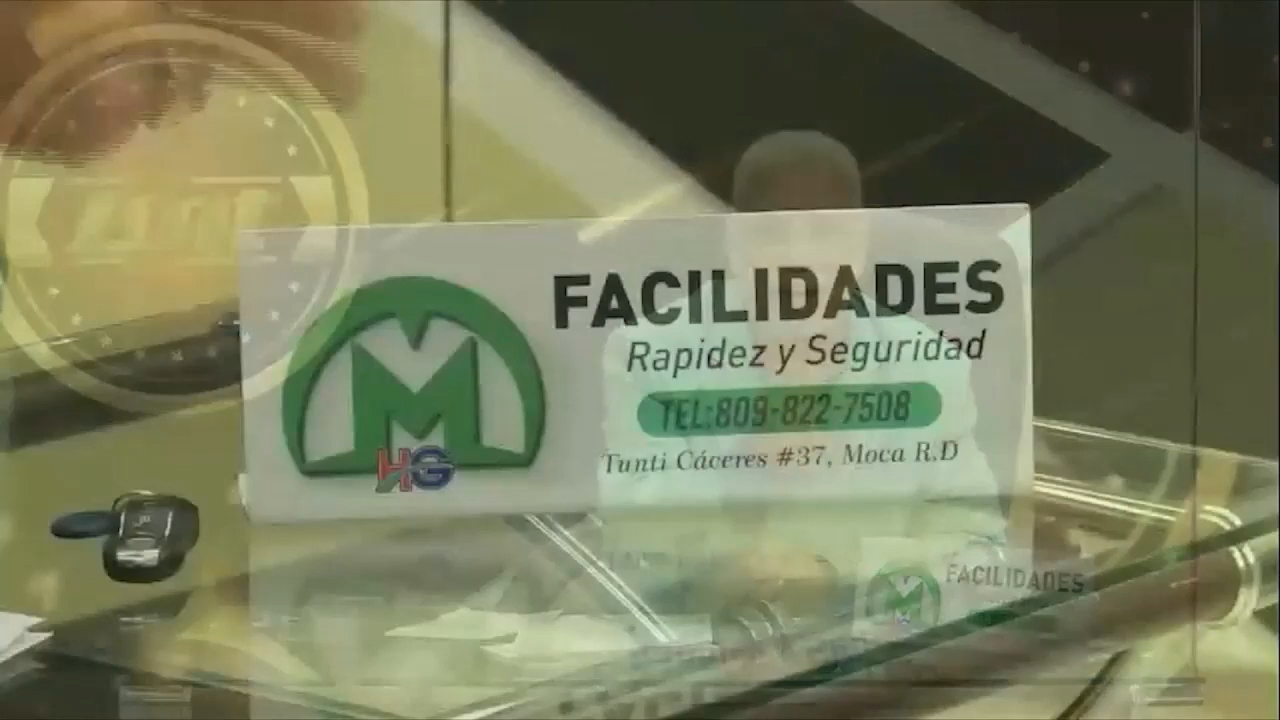 FACILIDADES
Rapidez y Seguridad
TEL:809-822-7508
Tunti Cáceres #37, Moca R.D
M
HG
FACILIDADES
M